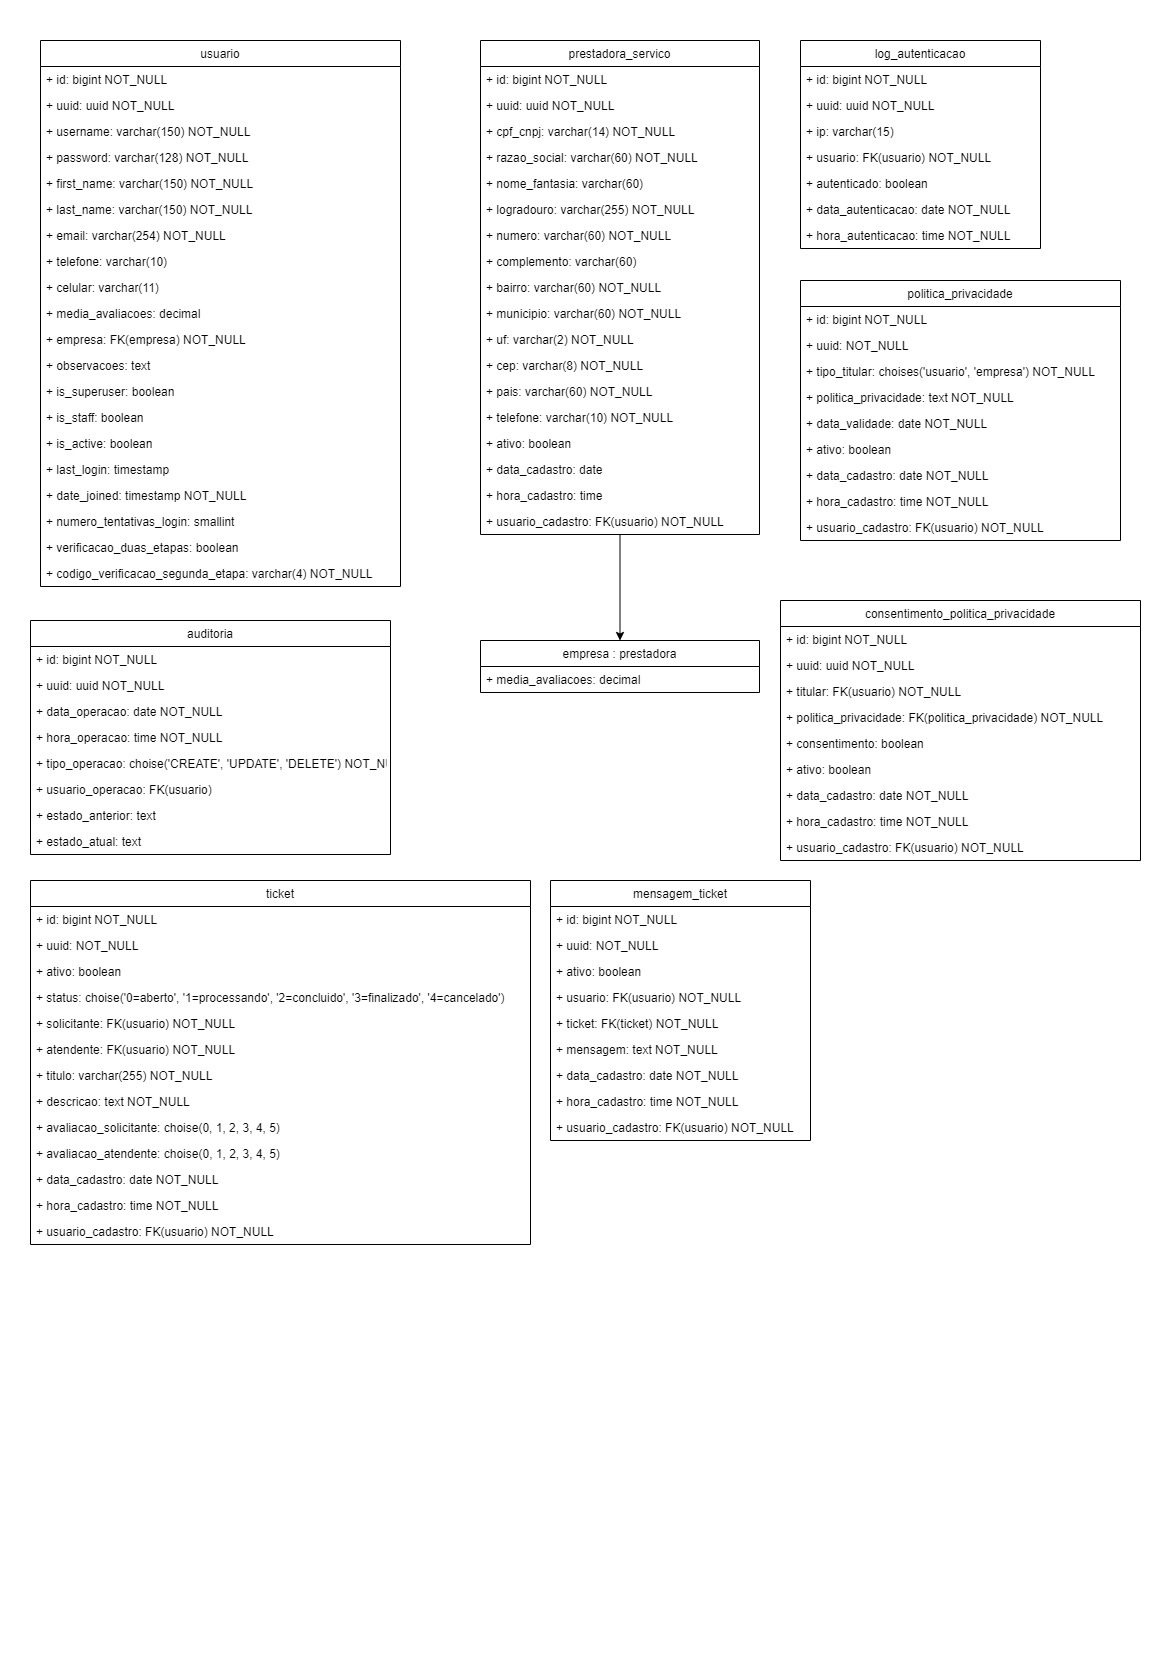 usuario
+ id: bigint NOT_NULL
+ uuid: uuid NOT_NULL
+ username: varchar(150) NOT_NULL
+ password: varchar(128) NOT_NULL
+ first_name: varchar(150) NOT_NULL
+ last_name: varchar(150) NOT_NULL
+ email: varchar(254) NOT_NULL
+ telefone: varchar(10)
+ celular: varchar(11)
+ media_avaliacoes: decimal
+ empresa: FK(empresa) NOT_NULL
+ observacoes: text
+ is_superuser: boolean
+ is_staff: boolean
+ is_active: boolean
+ last_login: timestamp
+ date_joined: timestamp NOT_NULL
+ numero_tentativas_login: smallint
+ verificacao_duas_etapas: boolean
+ codigo_verificacao_segunda_etapa: varchar(4) NOT_NULL
prestadora_servico
+ id: bigint NOT_NULL
+ uuid: uuid NOT_NULL
+ cpf_cnpj: varchar(14) NOT_NULL
+ razao_social: varchar(60) NOT_NULL
+ nome_fantasia: varchar(60)
+ logradouro: varchar(255) NOT_NULL
+ numero: varchar(60) NOT_NULL
+ complemento: varchar(60)
+ bairro: varchar(60) NOT_NULL
+ municipio: varchar(60) NOT_NULL
+ uf: varchar(2) NOT_NULL
+ cep: varchar(8) NOT_NULL
+ pais: varchar(60) NOT_NULL
+ telefone: varchar(10) NOT_NULL
+ ativo: boolean
+ data_cadastro: date
+ hora_cadastro: time
+ usuario_cadastro: FK(usuario) NOT_NULL
log_autenticacao
+ id: bigint NOT_NULL
+ uuid: uuid NOT_NULL
+ ip: varchar(15)
+ usuario: FK(usuario) NOT_NULL
+ autenticado: boolean
+ data_autenticacao: date NOT_NULL
+ hora_autenticacao: time NOT_NULL
politica_privacidade
+ id: bigint NOT_NULL
+ uuid: NOT_NULL
+ tipo_titular: choises('usuario', 'empresa') NOT_NULL
+ politica_privacidade: text NOT_NULL
+ data_validade: date NOT_NULL
+ ativo: boolean
+ data_cadastro: date NOT_NULL
+ hora_cadastro: time NOT_NULL
+ usuario_cadastro: FK(usuario) NOT_NULL
auditoria
+ id: bigint NOT_NULL
+ uuid: uuid NOT_NULL
+ data_operacao: date NOT_NULL
+ hora_operacao: time NOT_NULL
+ tipo_operacao: choise('CREATE', 'UPDATE', 'DELETE') NOT_N
+ usuario_operacao: FK(usuario)
+ estado_anterior: text
+ estado_atual: text
empresa : prestadora
+ media_avaliacoes: decimal
consentimento_politica_privacidade
+ id: bigint NOT_NULL
+ uuid: uuid NOT_NULL
+ titular: FK(usuario) NOT_NULL
+ politica_privacidade: FK(politica_privacidade) NOT_NULL
+ consentimento: boolean
+ ativo: boolean
+ data_cadastro: date NOT_NULL
+ hora_cadastro: time NOT_NULL
+ usuario_cadastro: FK(usuario) NOT_NULL
ticket
+ id: bigint NOT_NULL
+ uuid: NOT_NULL
+ ativo: boolean
+ status: choise('0=aberto', '1=processando', '2=concluido', '3=finalizado', '4=cancelado')
+ solicitante: FK(usuario) NOT_NULL
+ atendente: FK(usuario) NOT_NULL
+ titulo: varchar(255) NOT_NULL
+ descricao: text NOT_NULL
+ avaliacao_solicitante: choise(0, 1, 2, 3, 4, 5)
+ avaliacao_atendente: choise(0, 1, 2, 3, 4, 5)
+ data_cadastro: date NOT_NULL
+ hora_cadastro: time NOT_NULL
+ usuario_cadastro: FK(usuario) NOT_NULL
mensagem_ticket
+ id: bigint NOT_NULL
+ uuid: NOT_NULL
+ ativo: boolean
+ usuario: FK(usuario) NOT_NULL
+ ticket: FK(ticket) NOT_NULL
+ mensagem: text NOT_NULL
+ data_cadastro: date NOT_NULL
+ hora_cadastro: time NOT_NULL
+ usuario_cadastro: FK(usuario) NOT_NULL